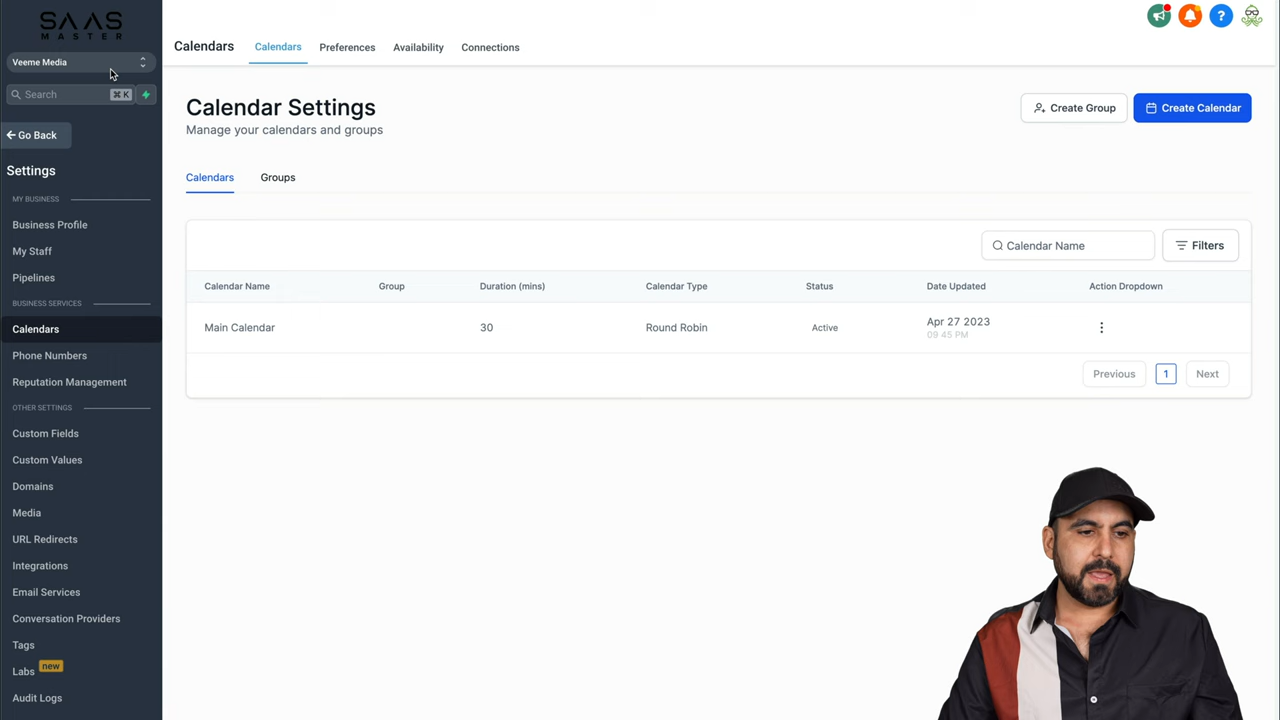 SAAS
MASTER
Veeme Media
Search ⌘ K
Go Back
Settings
MY BUSINESS
Business Profile
My Staff
Pipelines
BUSINESS SERVICES
Calendars
Phone Numbers
Reputation Management
OTHER SETTINGS
Custom Fields
Custom Values
Domains
Media
URL Redirects
Integrations
Email Services
Conversation Providers
Tags
Labs new
Audit Logs
Calendars Calendars Preferences Availability Connections
?
Calendar Settings
Manage your calendars and groups
Create Group Create Calendar
Calendars Groups
Calendar Name Filters
Calendar Name Group Duration (mins) Calendar Type Status Date Updated Action Dropdown
Main Calendar 30 Round Robin Active Apr 27 2023
09 45 PM
Previous 1 Next